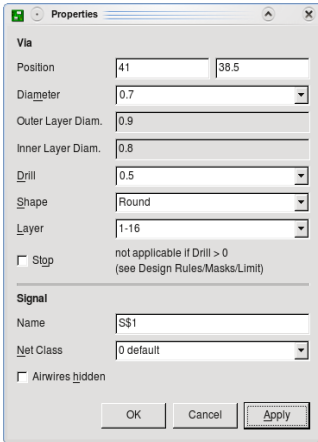 Properties
Via
Position 41 38.5
Diameter 0.7
Outer Layer Diam. 0.9
Inner Layer Diam. 0.8
Drill 0.5
Shape Round
Layer 1-16
Stop not applicable if Drill > 0
(see Design Rules/Masks/Limit)
Signal
Name S$1
Net Class 0 default
Airwires hidden
OK Cancel Apply